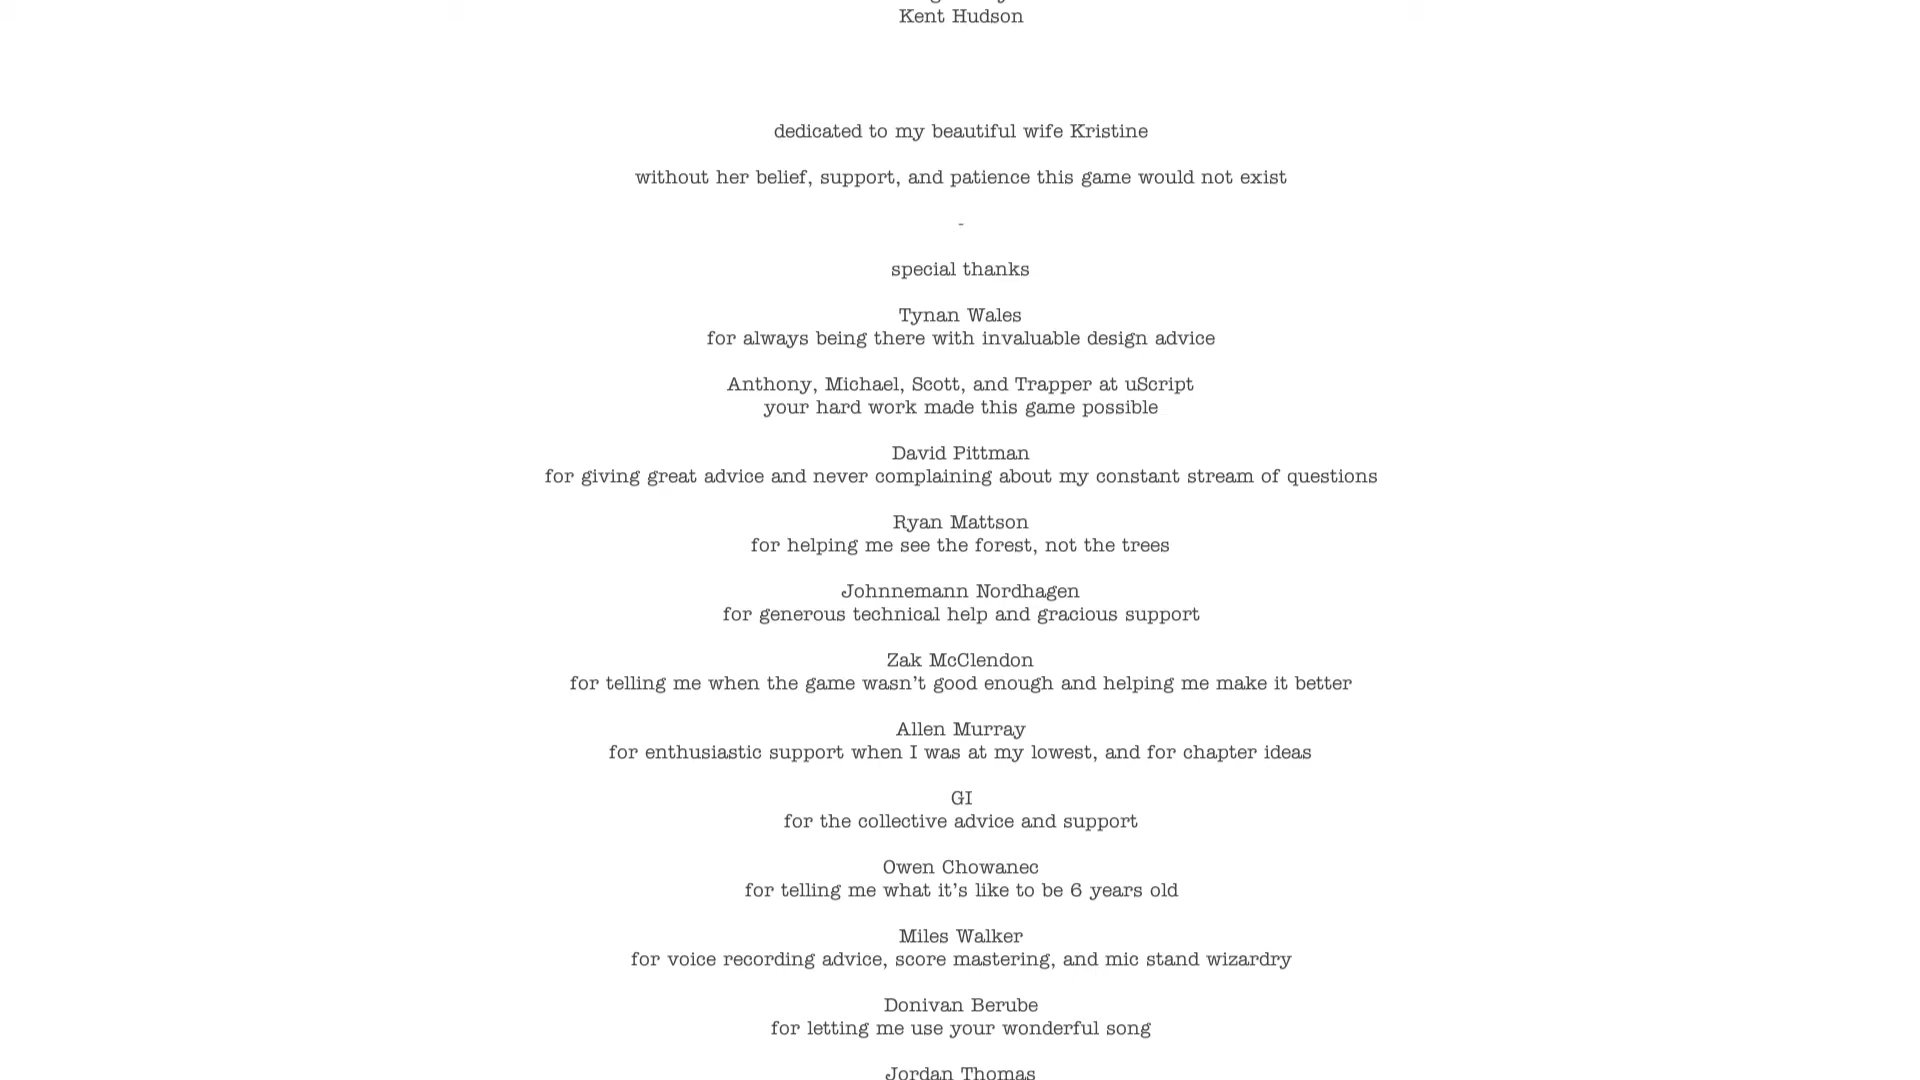 Kent Hudson
dedicated to my beautiful wife Kristine
without her belief, support, and patience this game would not exist
-
special thanks
Tynan Wales
for always being there with invaluable design advice
Anthony, Michael, Scott, and Trapper at uScript
your hard work made this game possible
David Pittman
for giving great advice and never complaining about my constant stream of questions
Ryan Mattson
for helping me see the forest, not the trees
Johnnemann Nordhagen
for generous technical help and gracious support
Zak McClendon
for telling me when the game wasn’t good enough and helping me make it better
Allen Murray
for enthusiastic support when I was at my lowest, and for chapter ideas
GI
for the collective advice and support
Owen Chowanec
for telling me what it’s like to be 6 years old
Miles Walker
for voice recording advice, score mastering, and mic stand wizardry
Donivan Berube
for letting me use your wonderful song
Jordan Thomas